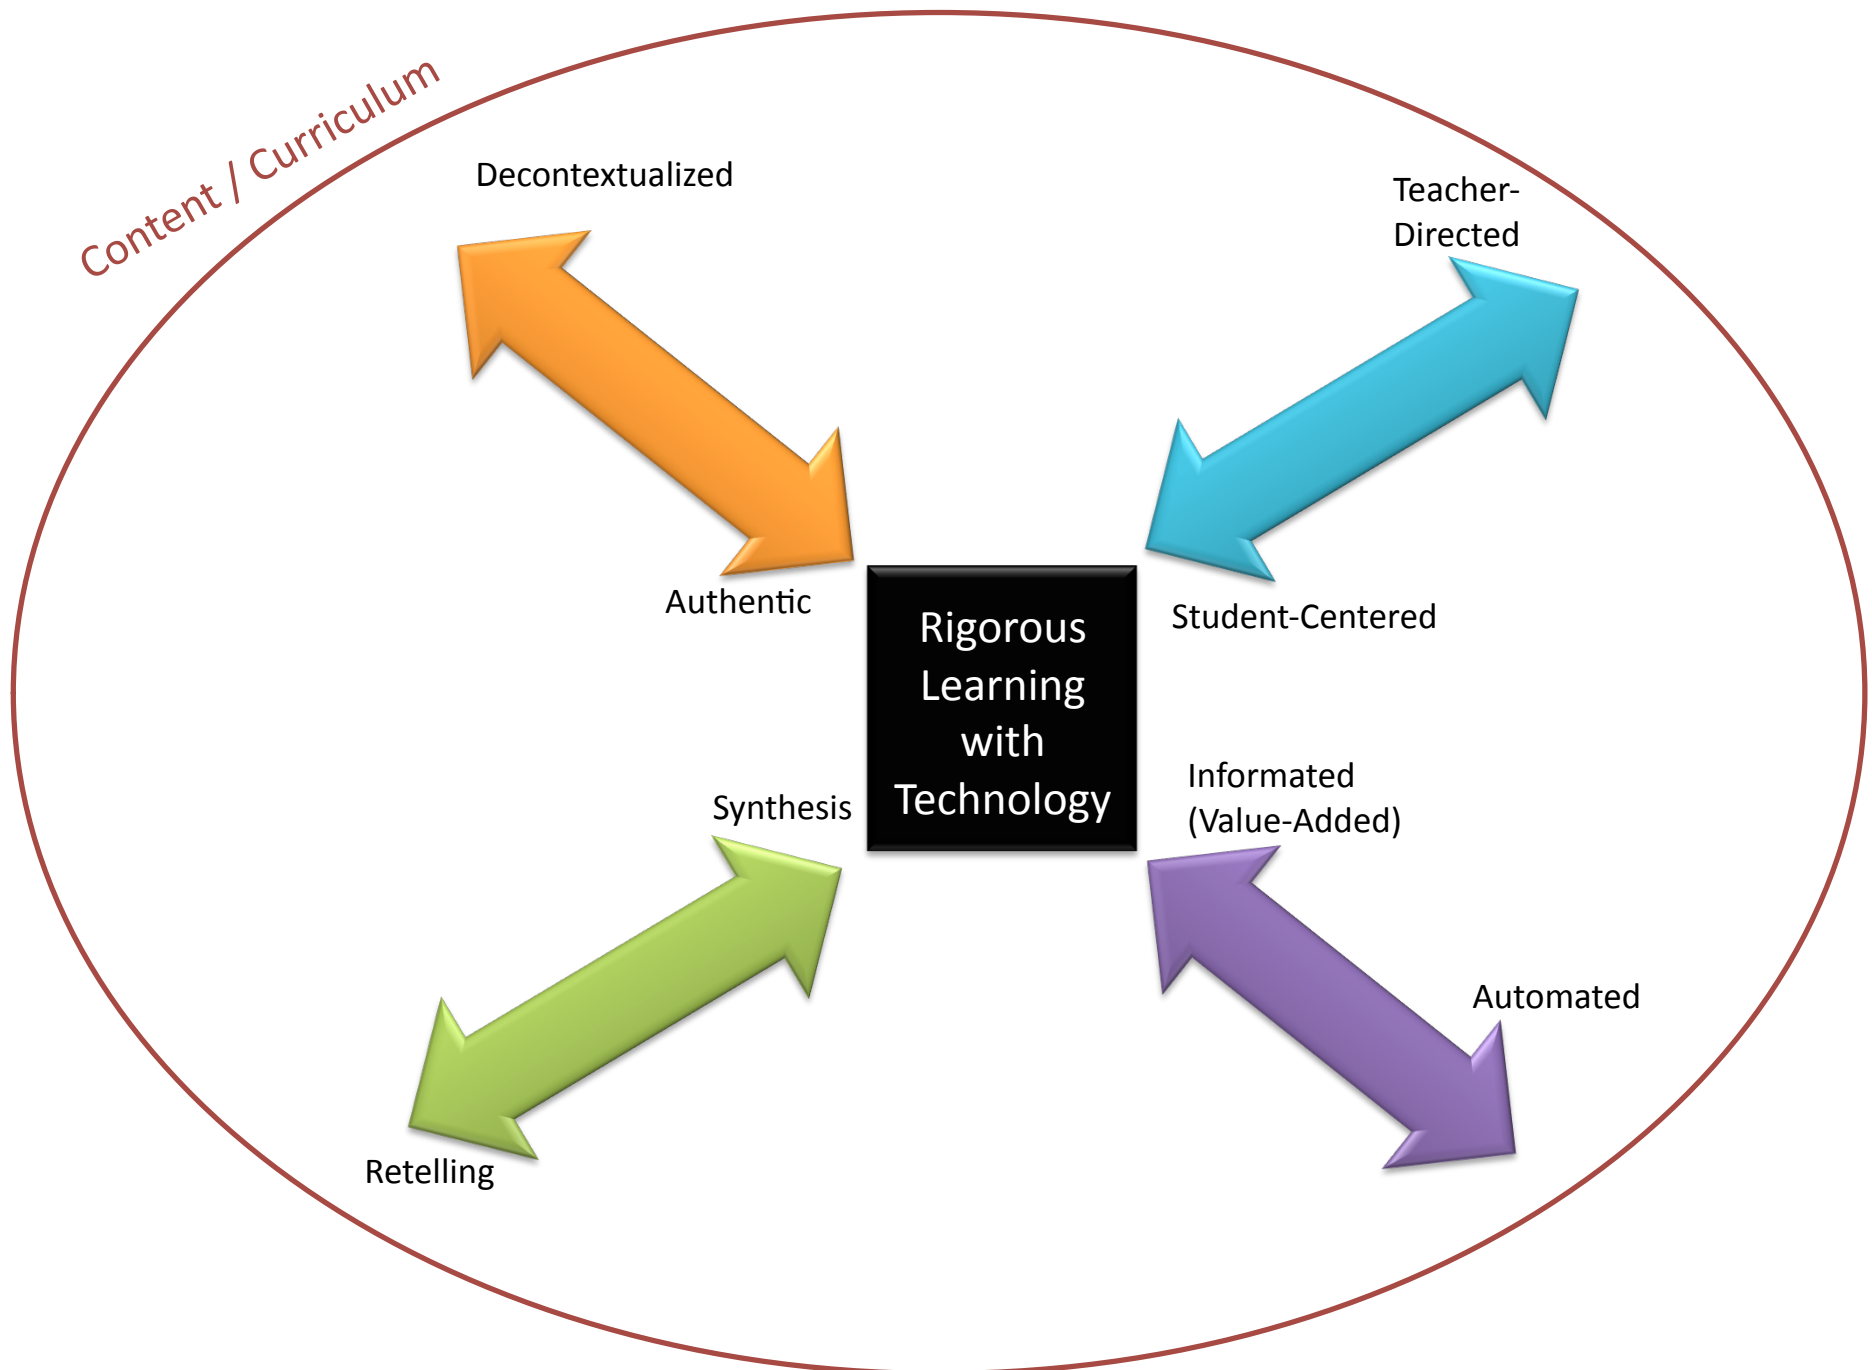 Content / Curriculum
Decontextualized
Teacher-
Directed
Authentic
Student-Centered
Rigorous
Learning
with
Technology
Synthesis
Informated
(Value-Added)
Retelling
Automated